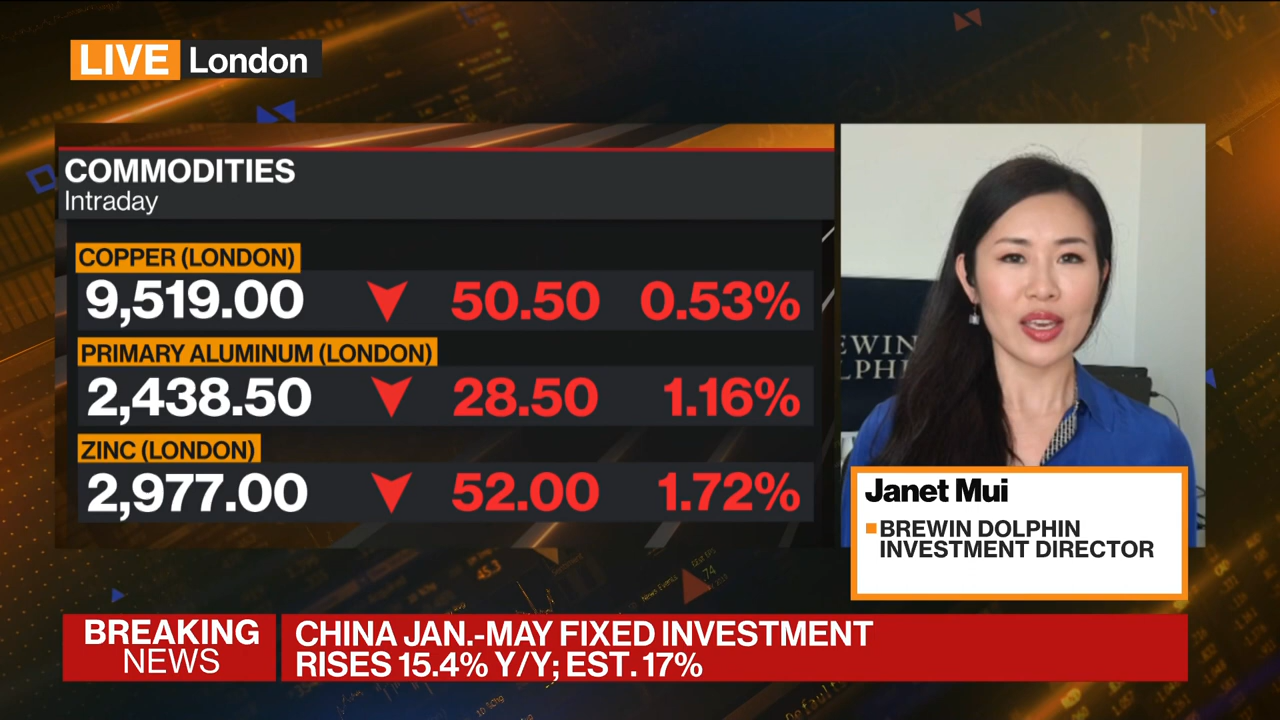 LIVE London
COMMODITIES
Intraday
COPPER (LONDON)
9,519.00 50.50 0.53%
PRIMARY ALUMINUM (LONDON)
2,438.50 28.50 1.16%
ZINC (LONDON)
2,977.00 52.00 1.72%
EWIN
LPHI
Janet Mui
BREWIN DOLPHIN
INVESTMENT DIRECTOR
BREAKING
NEWS
CHINA JAN.-MAY FIXED INVESTMENT
RISES 15.4% Y/Y; EST. 17%